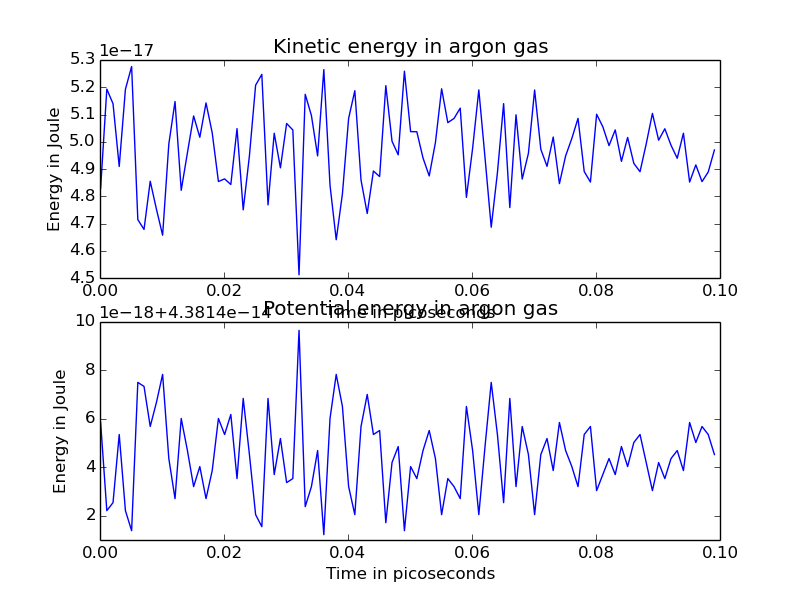 Kinetic energy in argon gas
1e−17
5.3
5.2
5.1
5.0
4.9
4.8
4.7
4.6
4.5
Energy in Joule
0.00 0.02 0.04 0.06 0.08 0.10
Time in picoseconds
Potential energy in argon gas
1e−18+4.3814e−14
10
8
6
4
2
Energy in Joule
0.00 0.02 0.04 0.06 0.08 0.10
Time in picoseconds